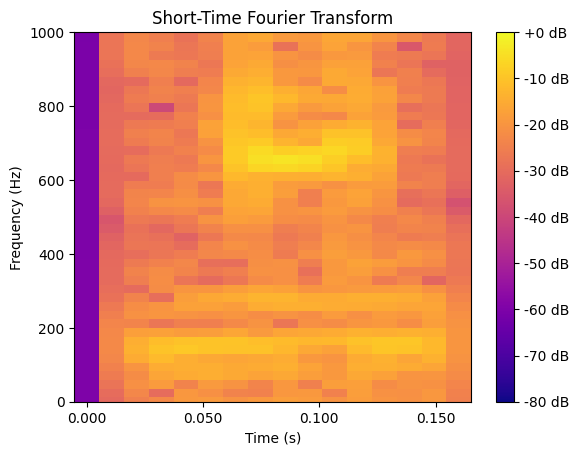 Short-Time Fourier Transform
1000
800
600
400
200
0
Frequency (Hz)
0.000
0.050
0.100
0.150
Time (s)
+0 dB
-10 dB
-20 dB
-30 dB
-40 dB
-50 dB
-60 dB
-70 dB
-80 dB